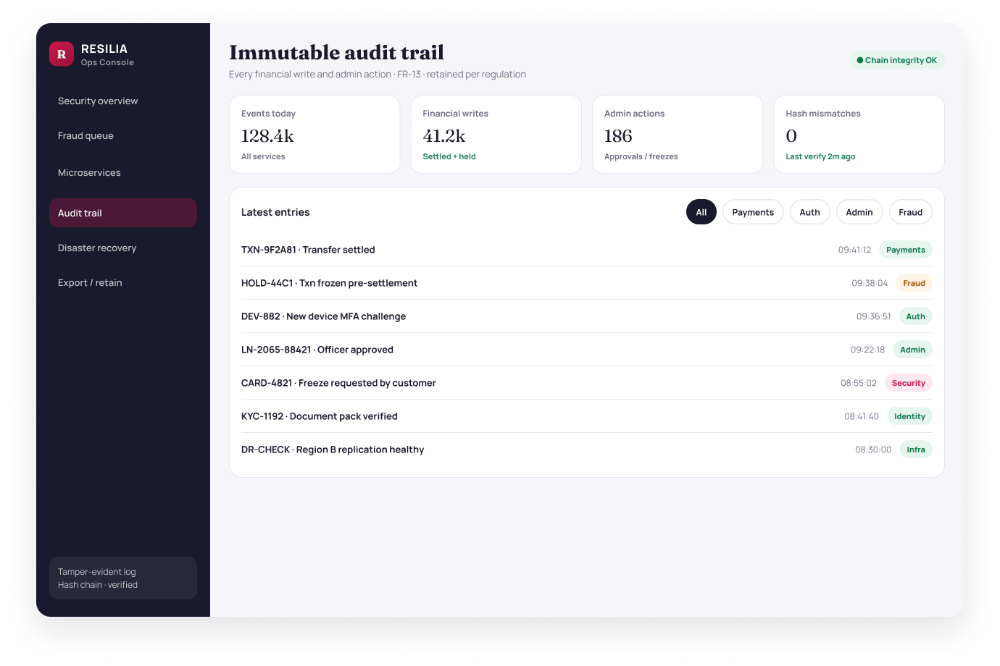 R
RESILIA
Ops Console
Security overview
Fraud queue
Microservices
Audit trail
Disaster recovery
Export / retain
Tamper-evident log
Hash chain · verified
Immutable audit trail
Every financial write and admin action · FR-13 · retained per regulation
Chain integrity OK
Events today
128.4k
All services
Financial writes
41.2k
Settled + held
Admin actions
186
Approvals / freezes
Hash mismatches
0
Last verify 2m ago
Latest entries
All Payments Auth Admin Fraud
TXN-9F2A81 · Transfer settled 09:41:12 Payments
HOLD-44C1 · Txn frozen pre-settlement 09:38:04 Fraud
DEV-882 · New device MFA challenge 09:36:51 Auth
LN-2065-88421 · Officer approved 09:22:18 Admin
CARD-4821 · Freeze requested by customer 08:55:02 Security
KYC-1192 · Document pack verified 08:41:40 Identity
DR-CHECK · Region B replication healthy 08:30:00 Infra